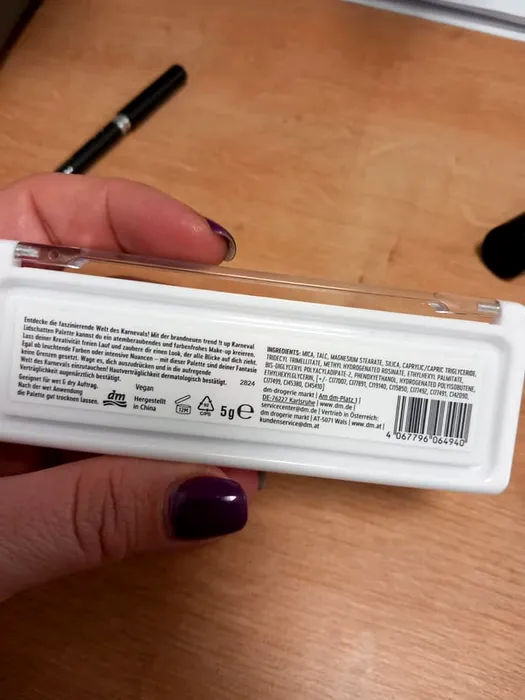 Entdecke die faszinierende Welt des Karnevals! Mit der brandneuen trend !t up Karneval
Lidschatten Palette kannst du ein atemberaubendes und farbenfrohes Make-up kreieren.
Lass deiner Kreativität freien Lauf und zaubere dir einen Look, der alle Blicke auf dich zieht.
Egal ob leuchtende Farben oder intensive Nuancen – mit dieser Palette sind deiner Fantasie
keine Grenzen gesetzt. Wage es, dich anzumalen und in die aufregende
Welt des Karnevals einzutauchen! Hautverträglichkeit dermatologisch bestätigt.
Verträglichkeit augenärztlich bestätigt.
2824
Geeignet für wet & dry Auftrag.
Nach der wet Anwendung
die Palette gut trocknen lassen.
dm
Vegan
Hergestellt
in China
12M
C/PS
5 g ℮
INGREDIENTS: MICA, TALC, MAGNESIUM STEARATE, SILICA, CAPRYLIC/CAPRIC TRIGLYCERIDE,
TRIDECYL TRIMELLITATE, METHYL HYDROGENATED ROSINATE, ETHYLHEXYL PALMITATE,
BIS-DIGLYCERYL POLYACYLADIPATE-2, PHENOXYETHANOL, HYDROGENATED POLYISOBUTENE,
ETHYLHEXYLGLYCERIN, [+/- CI77007, CI77891, CI19140, CI15850, CI77492, CI77491, CI42090,
CI77499, CI45380, CI45410]
dm-drogerie markt | Am dm-Platz 1 |
DE-76227 Karlsruhe | www.dm.de |
servicecenter@dm.de | Vertrieb in Österreich:
dm drogerie markt | AT-5071 Wals | www.dm.at |
kundenservice@dm.at
4 067796 064940